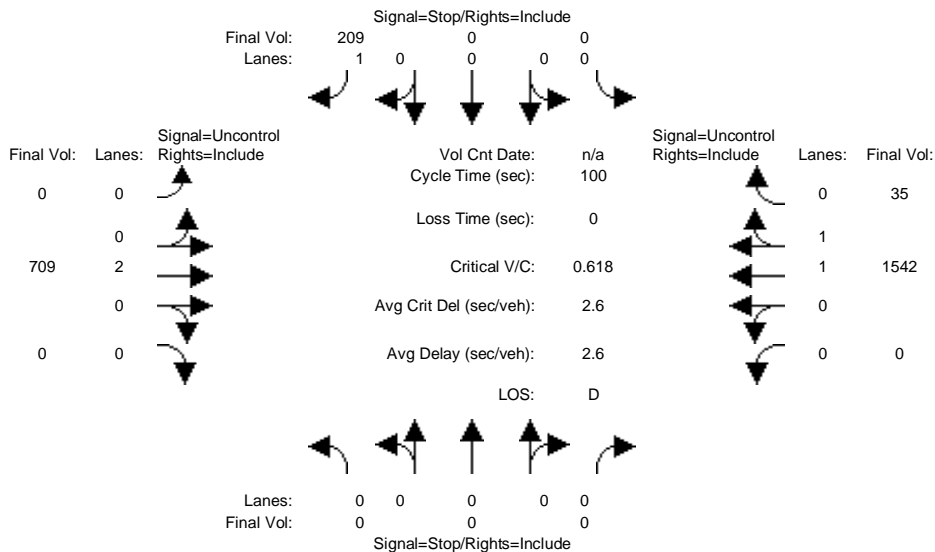 Signal=Stop/Rights=Include
Final Vol: 209 0 0
Lanes: 1 0 0 0 0
Signal=Uncontrol Signal=Uncontrol
Final Vol: Lanes: Rights=Include Vol Cnt Date: n/a Rights=Include Lanes: Final Vol:
Cycle Time (sec): 100
0 0 0 35
Loss Time (sec): 0
0 1
709 2 Critical V/C: 0.618 1 1542
0 Avg Crit Del (sec/veh): 2.6 0
0 0 Avg Delay (sec/veh): 2.6 0 0
LOS: D
Lanes: 0 0 0 0 0
Final Vol: 0 0 0
Signal=Stop/Rights=Include